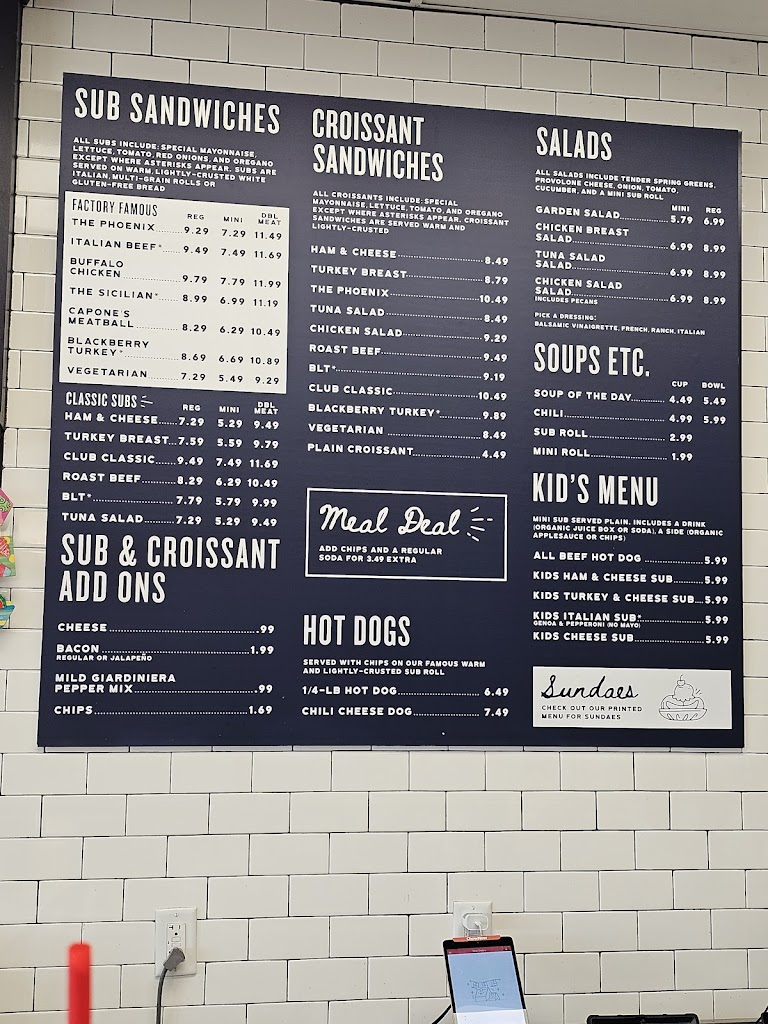 SUB SANDWICHES
ALL SUBS INCLUDE: SPECIAL MAYONNAISE,
LETTUCE, TOMATO, RED ONIONS, AND OREGANO
EXCEPT WHERE ASTERISKS APPEAR. SUBS ARE
SERVED ON WARM, LIGHTLY-CRUSTED WHITE
ITALIAN, MULTI-GRAIN ROLLS OR
GLUTEN-FREE BREAD
FACTORY FAMOUS REG MINI DBL MEAT
THE PHOENIX 9.29 7.29 11.49
ITALIAN BEEF* 9.49 7.49 11.69
BUFFALO
CHICKEN 9.79 7.79 11.99
THE SICILIAN* 8.99 6.99 11.19
CAPONE'S
MEATBALL 8.29 6.29 10.49
BLACKBERRY
TURKEY* 8.69 6.69 10.89
VEGETARIAN 7.29 5.49 9.29
CLASSIC SUBS REG MINI DBL MEAT
HAM & CHEESE 7.29 5.29 9.49
TURKEY BREAST 7.59 5.59 9.79
CLUB CLASSIC 9.49 7.49 11.69
ROAST BEEF 8.29 6.29 10.49
BLT* 7.79 5.79 9.99
TUNA SALAD 7.29 5.29 9.49
SUB & CROISSANT
ADD ONS
CHEESE .99
BACON 1.99
REGULAR OR JALAPEÑO
MILD GIARDINIERA
PEPPER MIX .99
CHIPS 1.69
CROISSANT
SANDWICHES
ALL CROISSANTS INCLUDE: SPECIAL
MAYONNAISE, LETTUCE, TOMATO, AND OREGANO
EXCEPT WHERE ASTERISKS APPEAR. CROISSANT
SANDWICHES ARE SERVED WARM AND
LIGHTLY-CRUSTED
HAM & CHEESE 8.49
TURKEY BREAST 8.79
THE PHOENIX 10.49
TUNA SALAD 8.49
CHICKEN SALAD 9.29
ROAST BEEF 9.49
BLT* 9.19
CLUB CLASSIC 10.49
BLACKBERRY TURKEY* 9.89
VEGETARIAN 8.49
PLAIN CROISSANT 4.49
Meal Deal
ADD CHIPS AND A REGULAR
SODA FOR 3.49 EXTRA
HOT DOGS
SERVED WITH CHIPS ON OUR FAMOUS WARM
AND LIGHTLY-CRUSTED SUB ROLL
1/4-LB HOT DOG 6.49
CHILI CHEESE DOG 7.49
SALADS
ALL SALADS INCLUDE TENDER SPRING GREENS,
PROVOLONE CHEESE, ONION, TOMATO,
CUCUMBER, AND A MINI SUB ROLL
MINI REG
GARDEN SALAD 5.79 6.99
CHICKEN BREAST
SALAD 6.99 8.99
TUNA SALAD
SALAD 6.99 8.99
CHICKEN SALAD
SALAD 6.99 8.99
INCLUDES PECANS
PICK A DRESSING:
BALSAMIC VINAIGRETTE, FRENCH, RANCH, ITALIAN
SOUPS ETC.
CUP BOWL
SOUP OF THE DAY 4.49 5.49
CHILI 4.99 5.99
SUB ROLL 2.99
MINI ROLL 1.99
KID'S MENU
MINI SUB SERVED PLAIN. INCLUDES A DRINK
(ORGANIC JUICE BOX OR SODA), A SIDE (ORGANIC
APPLESAUCE OR CHIPS)
ALL BEEF HOT DOG 5.99
KIDS HAM & CHEESE SUB 5.99
KIDS TURKEY & CHEESE SUB 5.99
KIDS ITALIAN SUB* 5.99
GENOA & PEPPERONI (NO MAYO)
KIDS CHEESE SUB 5.99
Sundaes
CHECK OUT OUR PRINTED
MENU FOR SUNDAES